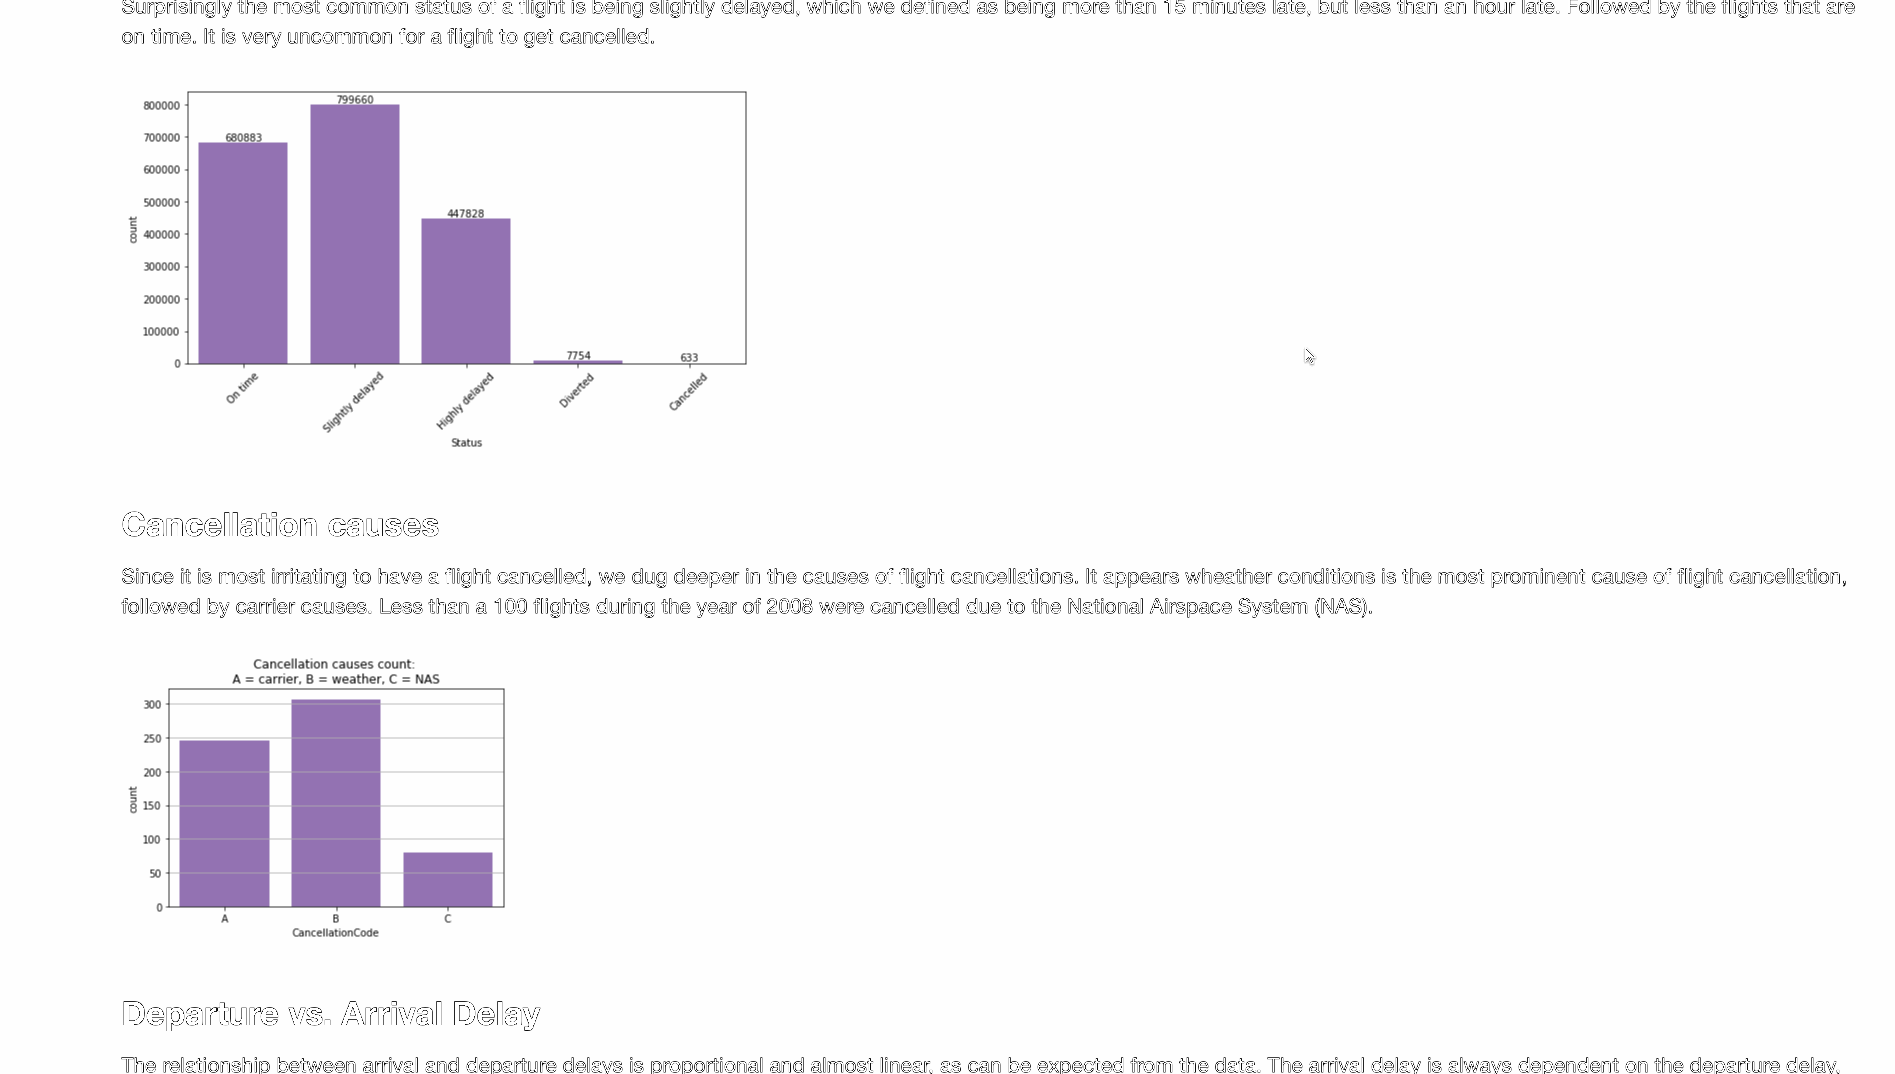 Surprisingly the most common status of a flight is being slightly delayed, which we defined as being more than 15 minutes late, but less than an hour late. Followed by the flights that are
on time. It is very uncommon for a flight to get cancelled.
800000
700000
600000
500000
400000
300000
200000
100000
0
count
680883
799660
447828
7754
633
On time
Slightly delayed
Highly delayed
Diverted
Cancelled
Status
Cancellation causes
Since it is most irritating to have a flight cancelled, we dug deeper in the causes of flight cancellations. It appears wheather conditions is the most prominent cause of flight cancellation,
followed by carrier causes. Less than a 100 flights during the year of 2008 were cancelled due to the National Airspace System (NAS).
Cancellation causes count:
A = carrier, B = weather, C = NAS
300
250
200
150
100
50
0
count
A
B
C
CancellationCode
Departure vs. Arrival Delay
The relationship between arrival and departure delays is proportional and almost linear, as can be expected from the data. The arrival delay is always dependent on the departure delay,